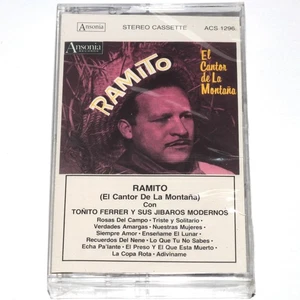 Ansonia
STEREO CASSETTE
ACS 1296
Ansonia
RAMITO
El
Cantor
de La
Montaña
RAMITO
(El Cantor De La Montaña)
Con
TOÑITO FERRER Y SUS JIBAROS MODERNOS
Rosas Del Campo · Triste y Solitario ·
Verdades Amargas · Nuestras Mujeres ·
Siempre Amor · Enseñame El Lunar ·
Recuerdos Del Nene · Lo Que Tu No Sabes ·
Echa Pa'lante · El Preso Y El Que Esta Muerto ·
La Copa Rota · Adiviname